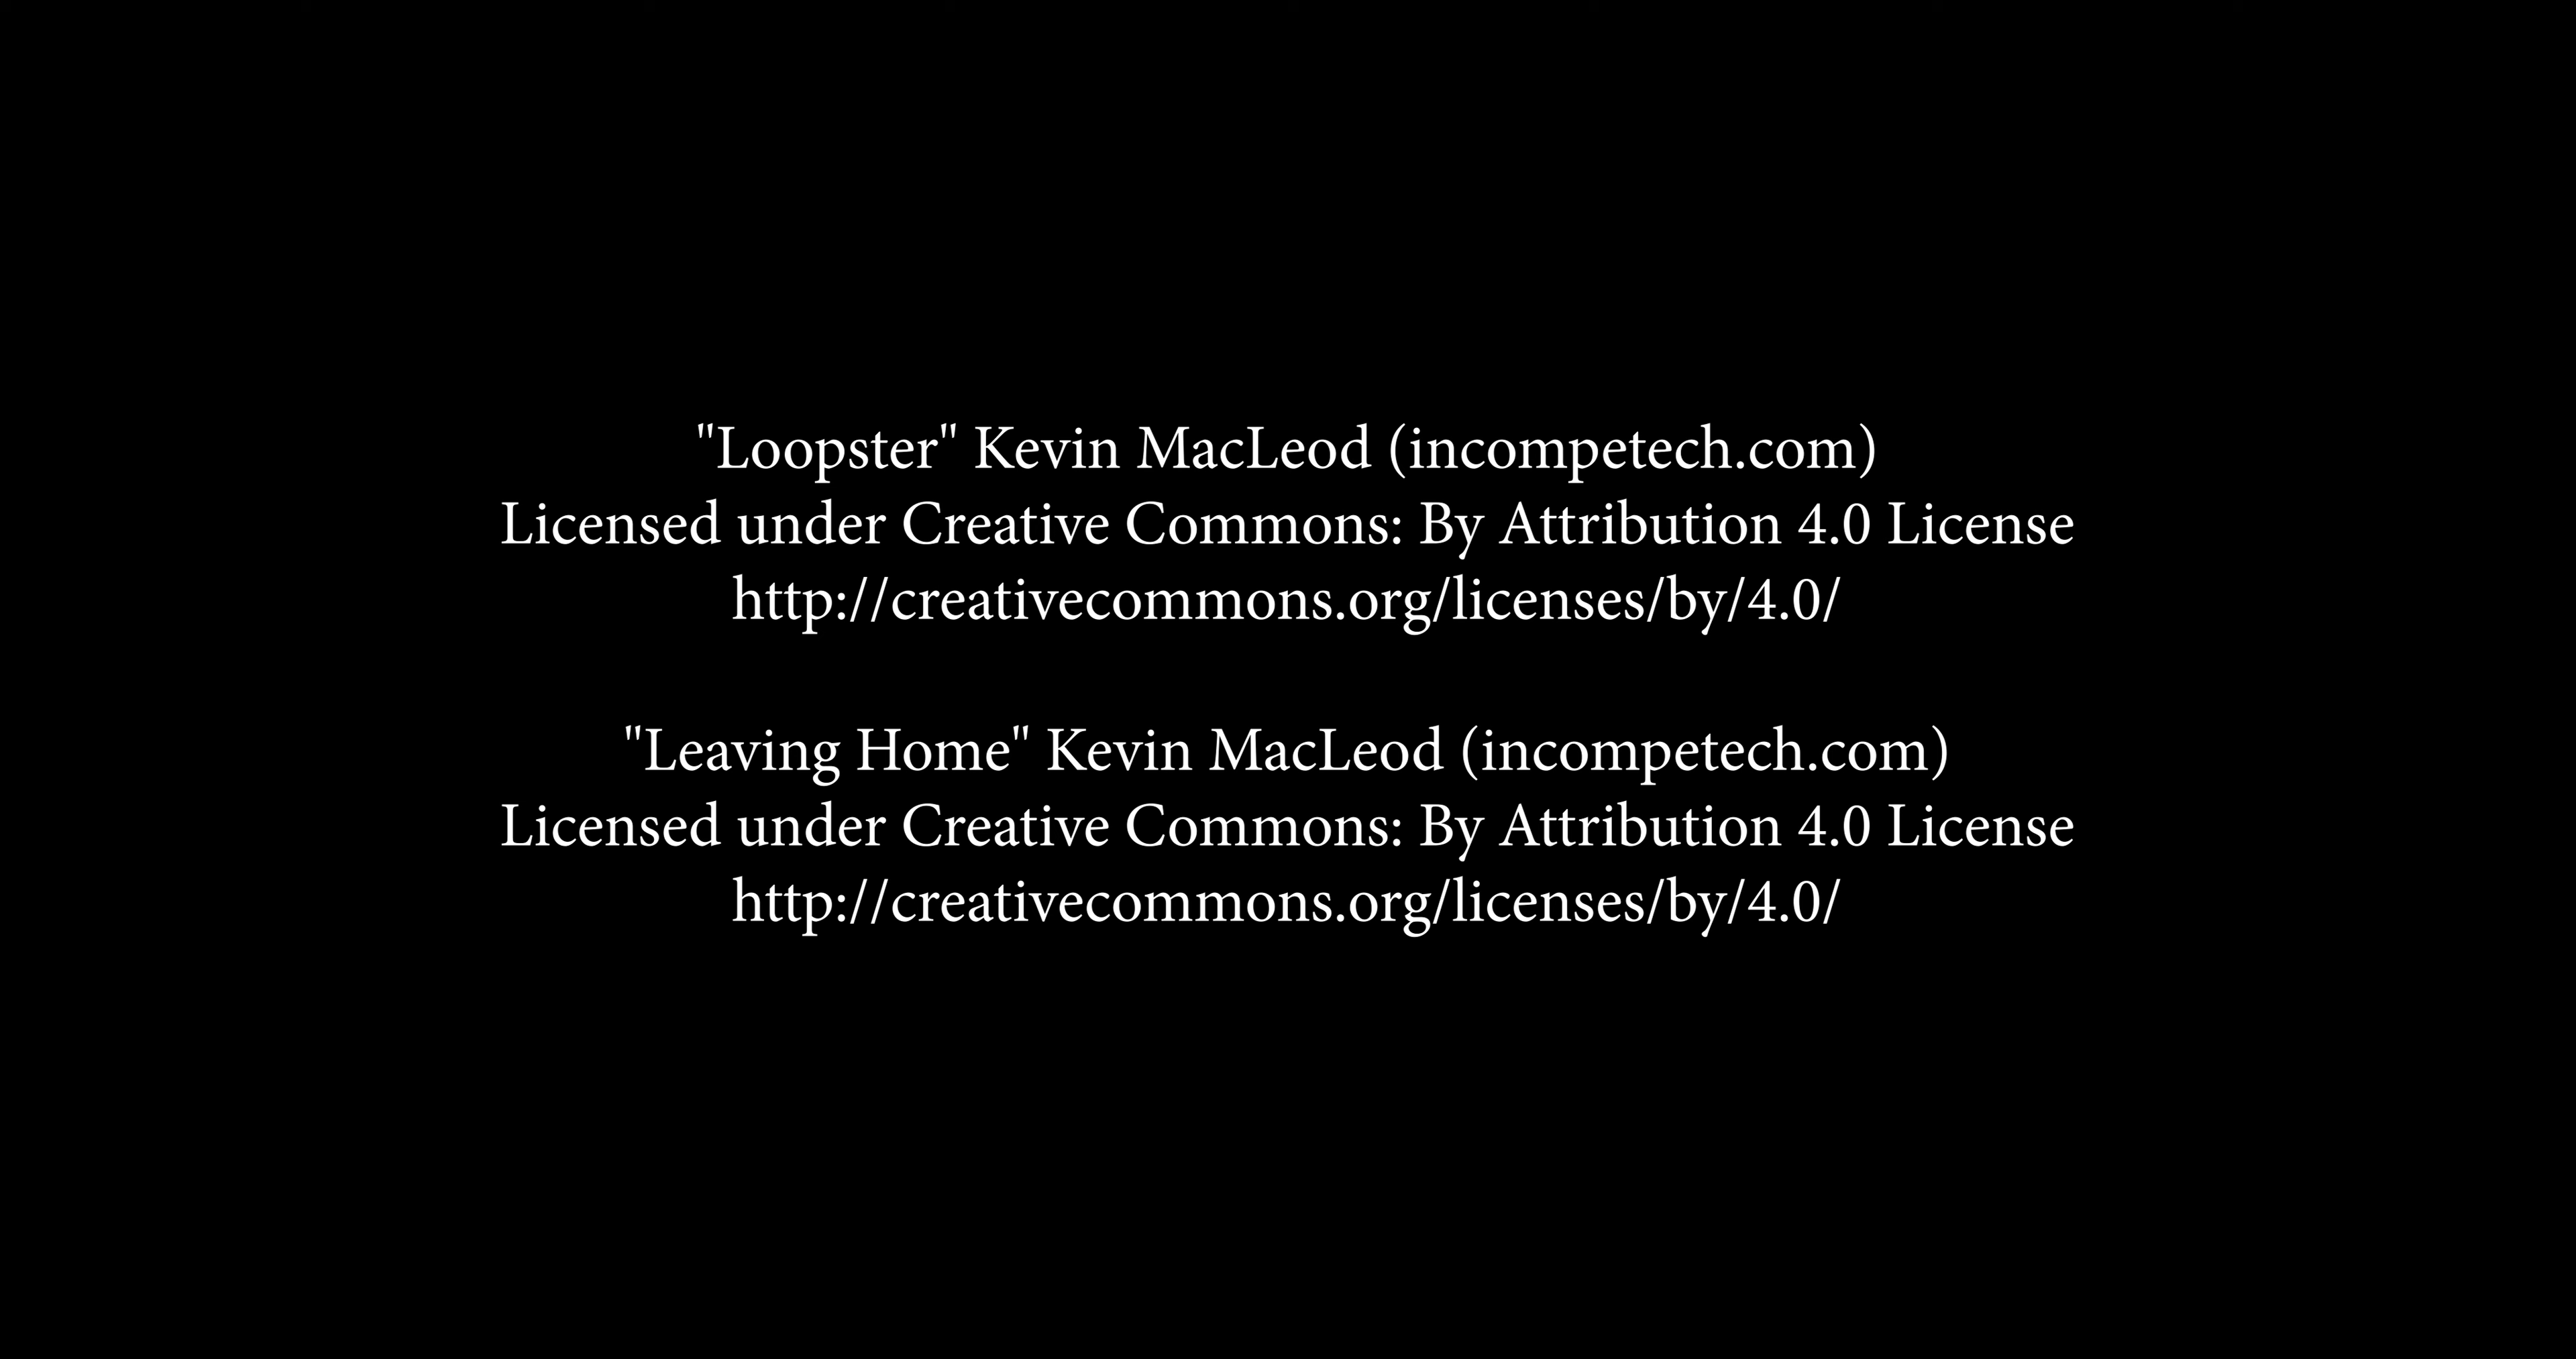 "Loopster" Kevin MacLeod (incompetech.com)
Licensed under Creative Commons: By Attribution 4.0 License
http://creativecommons.org/licenses/by/4.0/
"Leaving Home" Kevin MacLeod (incompetech.com)
Licensed under Creative Commons: By Attribution 4.0 License
http://creativecommons.org/licenses/by/4.0/